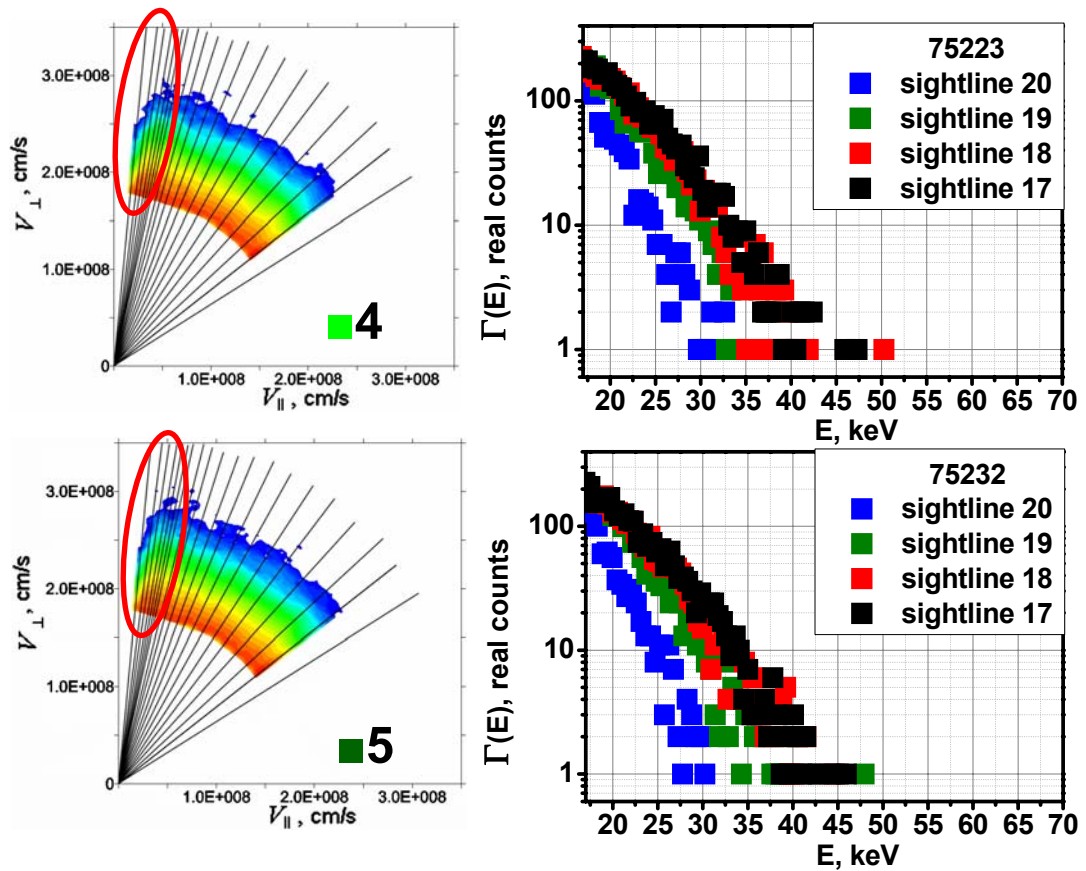 3.0E+008
2.0E+008
1.0E+008
0
V⊥, cm/s
1.0E+008 2.0E+008 3.0E+008
V||, cm/s
4
Γ(E), real counts
100
10
1
75223
sightline 20
sightline 19
sightline 18
sightline 17
20 25 30 35 40 45 50 55 60 65 70
E, keV
3.0E+008
2.0E+008
1.0E+008
0
V⊥, cm/s
1.0E+008 2.0E+008 3.0E+008
V||, cm/s
5
Γ(E), real counts
100
10
1
75232
sightline 20
sightline 19
sightline 18
sightline 17
20 25 30 35 40 45 50 55 60 65 70
E, keV